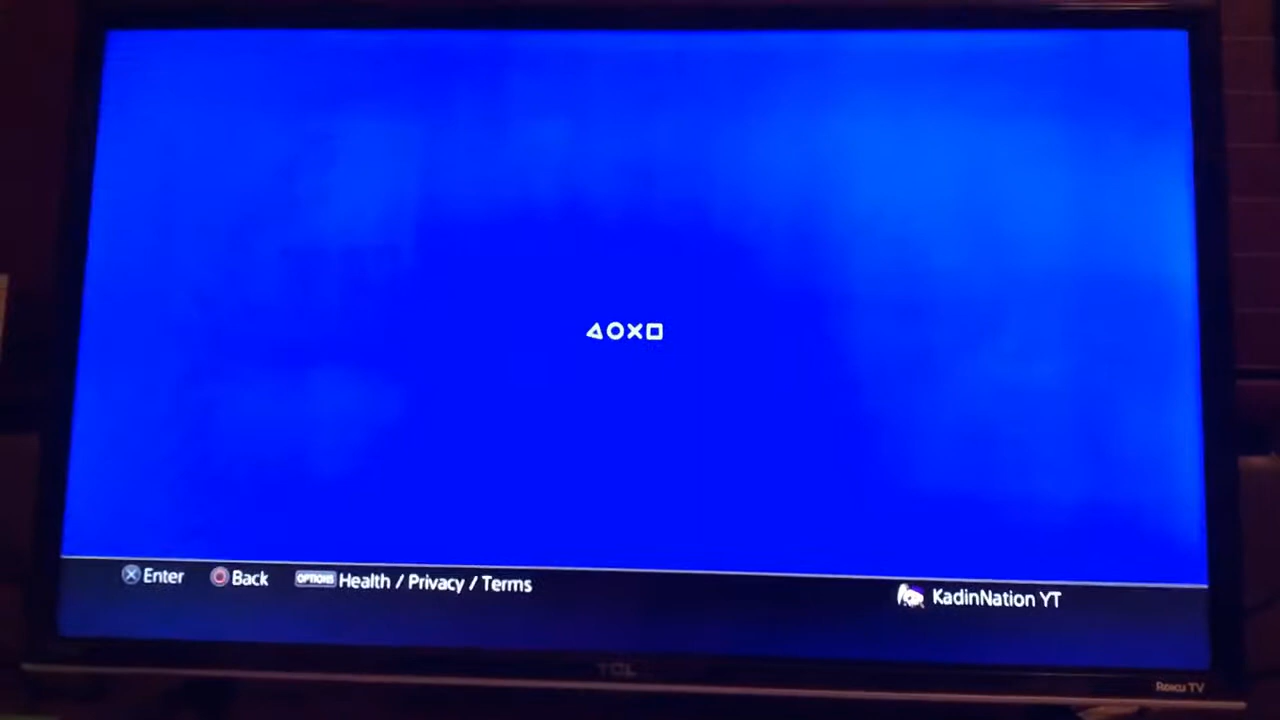 Enter
Back
OPTIONS
Health / Privacy / Terms
KadinNation YT
TCL
Roku TV